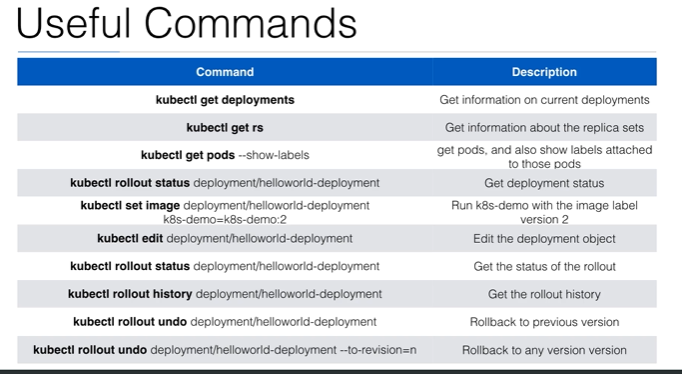 Useful Commands
Command Description
kubectl get deployments Get information on current deployments
kubectl get rs Get information about the replica sets
kubectl get pods --show-labels get pods, and also show labels attached
to those pods
kubectl rollout status deployment/helloworld-deployment Get deployment status
kubectl set image deployment/helloworld-deployment
k8s-demo=k8s-demo:2
Run k8s-demo with the image label
version 2
kubectl edit deployment/helloworld-deployment Edit the deployment object
kubectl rollout status deployment/helloworld-deployment Get the status of the rollout
kubectl rollout history deployment/helloworld-deployment Get the rollout history
kubectl rollout undo deployment/helloworld-deployment Rollback to previous version
kubectl rollout undo deployment/helloworld-deployment --to-revision=n Rollback to any version version